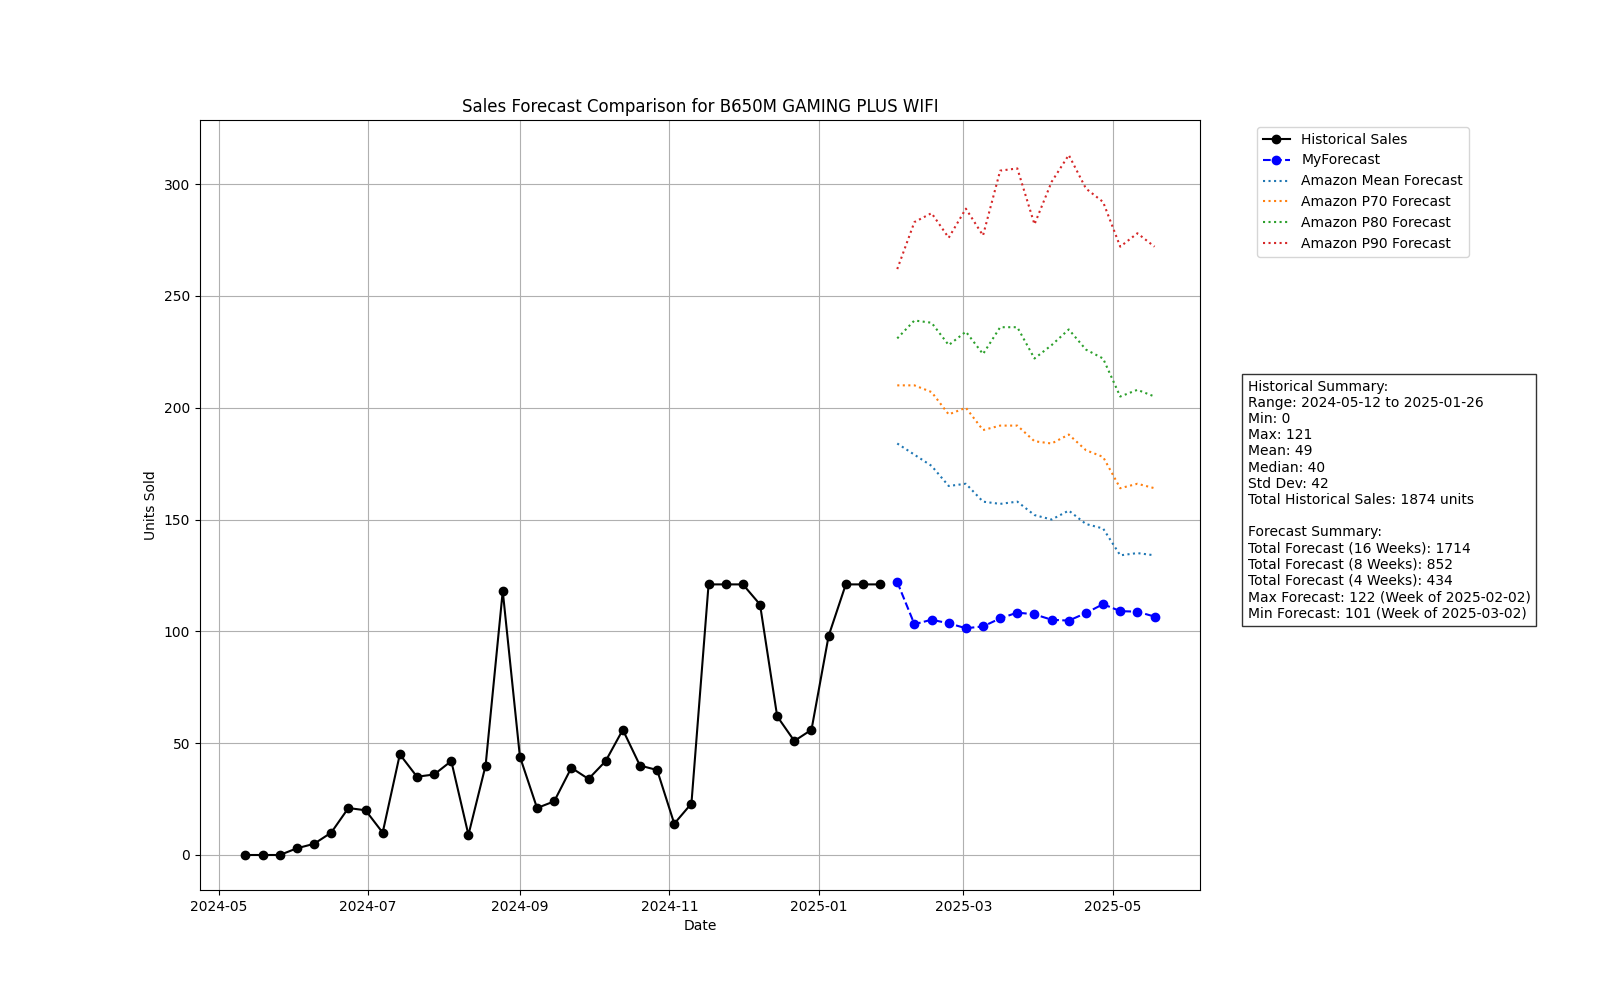 Sales Forecast Comparison for B650M GAMING PLUS WIFI
Historical Sales
MyForecast
Amazon Mean Forecast
Amazon P70 Forecast
Amazon P80 Forecast
Amazon P90 Forecast
300
250
200
150
100
50
0
Units Sold
2024-05 2024-07 2024-09 2024-11 2025-01 2025-03 2025-05
Date
Historical Summary:
Range: 2024-05-12 to 2025-01-26
Min: 0
Max: 121
Mean: 49
Median: 40
Std Dev: 42
Total Historical Sales: 1874 units
Forecast Summary:
Total Forecast (16 Weeks): 1714
Total Forecast (8 Weeks): 852
Total Forecast (4 Weeks): 434
Max Forecast: 122 (Week of 2025-02-02)
Min Forecast: 101 (Week of 2025-03-02)